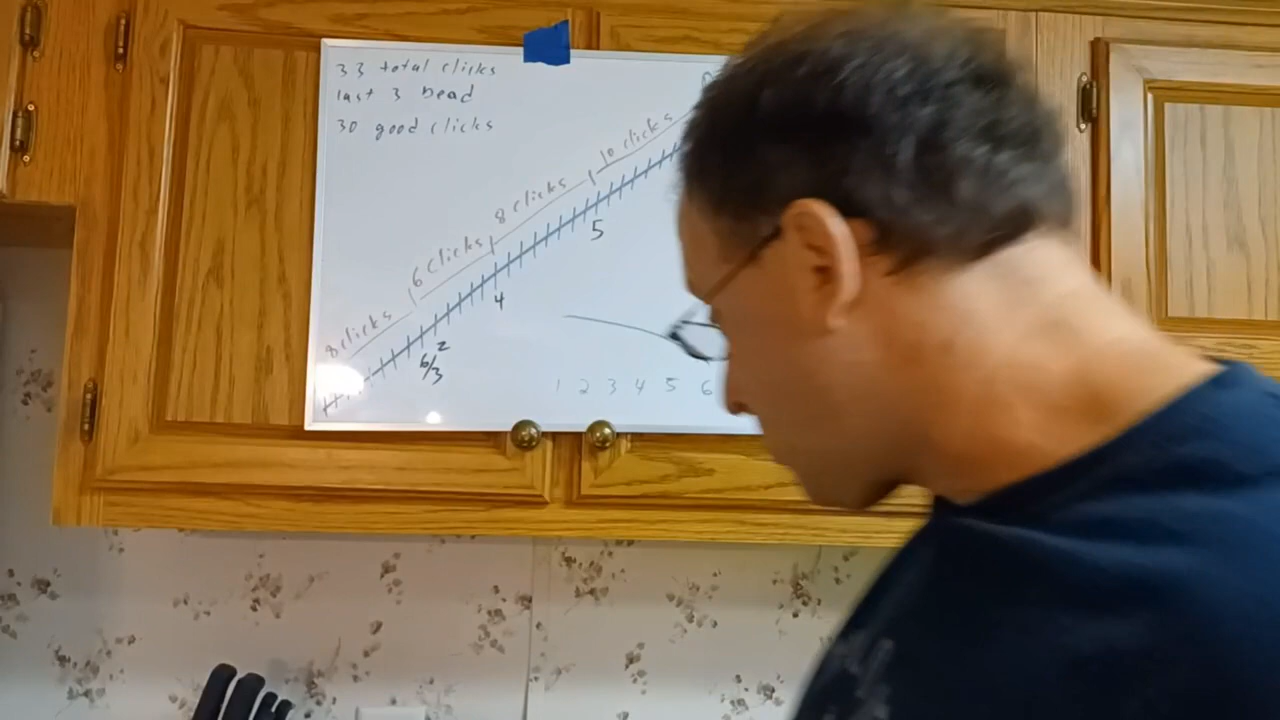 33 total clicks
last 3 Dead
30 good clicks
10 clicks
8 clicks
6 clicks
8 clicks
5
4
2
6/3
1 2 3 4 5 6